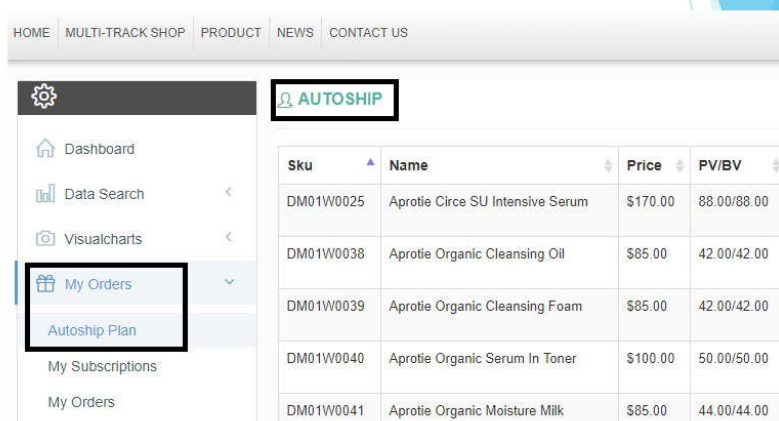 HOME MULTI-TRACK SHOP PRODUCT NEWS CONTACT US
AUTOSHIP
Dashboard
Data Search
Visualcharts
My Orders
Autoship Plan
My Subscriptions
My Orders
Sku Name Price PV/BV
DM01W0025 Aprotie Circe SU Intensive Serum $170.00 88.00/88.00
DM01W0038 Aprotie Organic Cleansing Oil $85.00 42.00/42.00
DM01W0039 Aprotie Organic Cleansing Foam $85.00 42.00/42.00
DM01W0040 Aprotie Organic Serum In Toner $100.00 50.00/50.00
DM01W0041 Aprotie Organic Moisture Milk $85.00 44.00/44.00